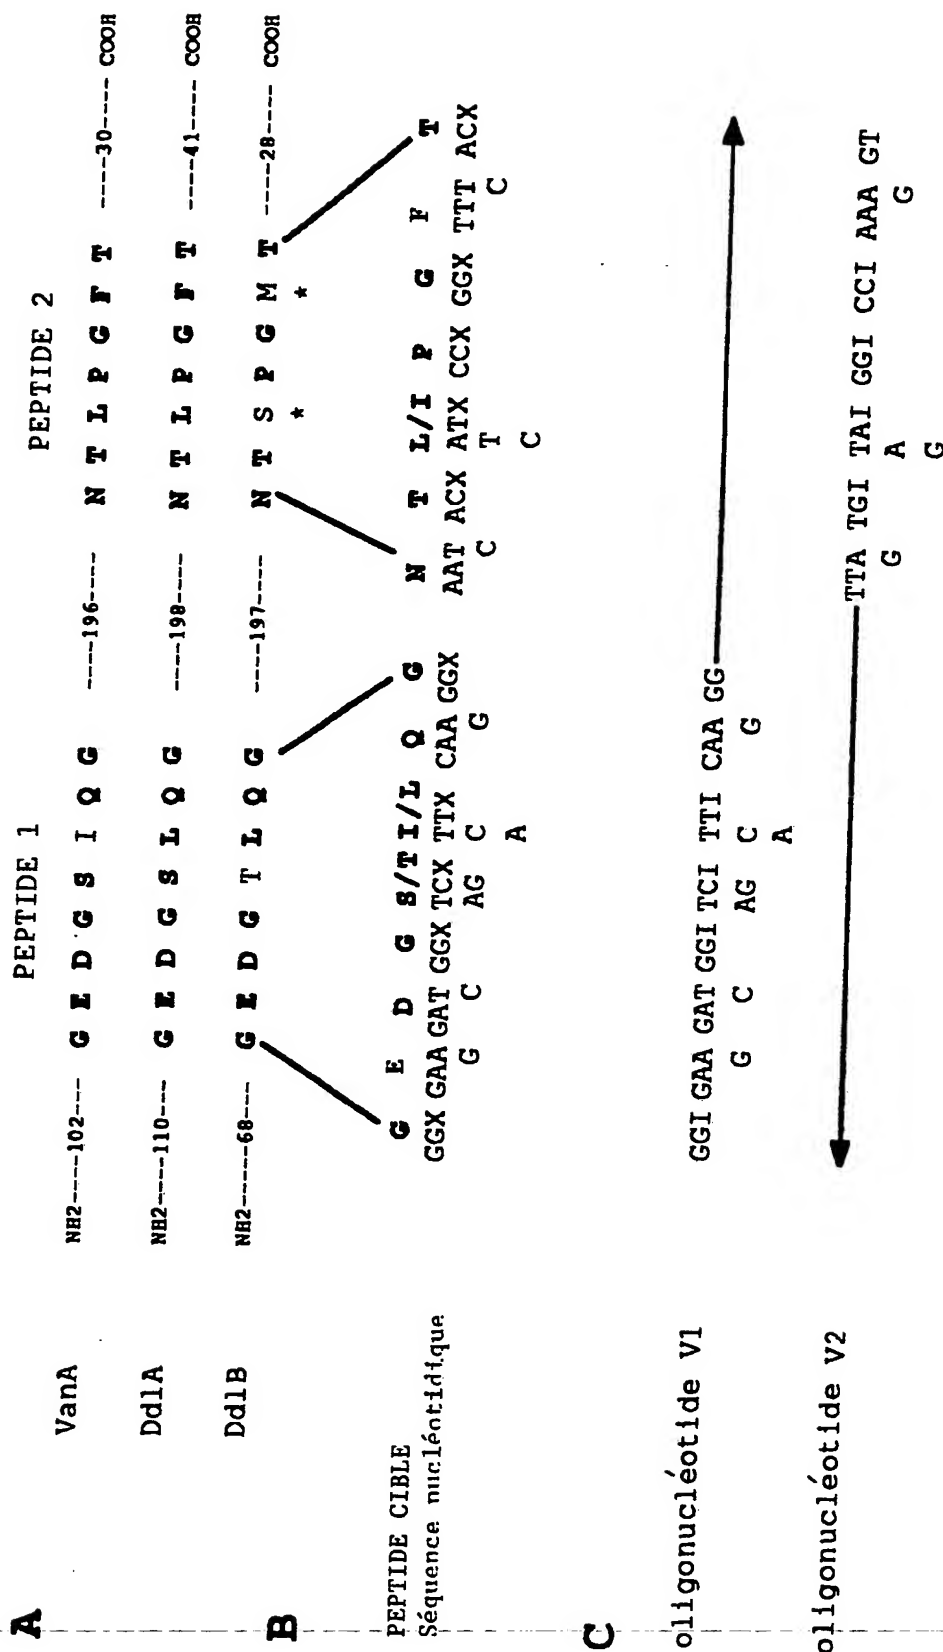 A
PEPTIDE 1 PEPTIDE 2
VanA NH2-----102--- G E D G S I Q G -----196----- N T L P G F T -----30----- COOH
DdlA NH2-----110--- G E D G S L Q G -----198----- N T L P G F T -----41----- COOH
DdlB NH2------68--- G E D G T L Q G -----197----- N T S P G M T -----28----- COOH
* *
B
PEPTIDE CIBLE G E D G S/T I/L Q G N T L/I P G F T
Séquence nucléotidique GGX GAA GAT GGX TCX TTX CAA GGX AAT ACX ATX CCX GGX TTT ACX
G C AG C G C T C
A C
C
oligonucléotide V1 GGI GAA GAT GGI TCI TTI CAA GG
G C AG C G
A
oligonucléotide V2 TTA TGI TAI GGI CCI AAA GT
G A G
G